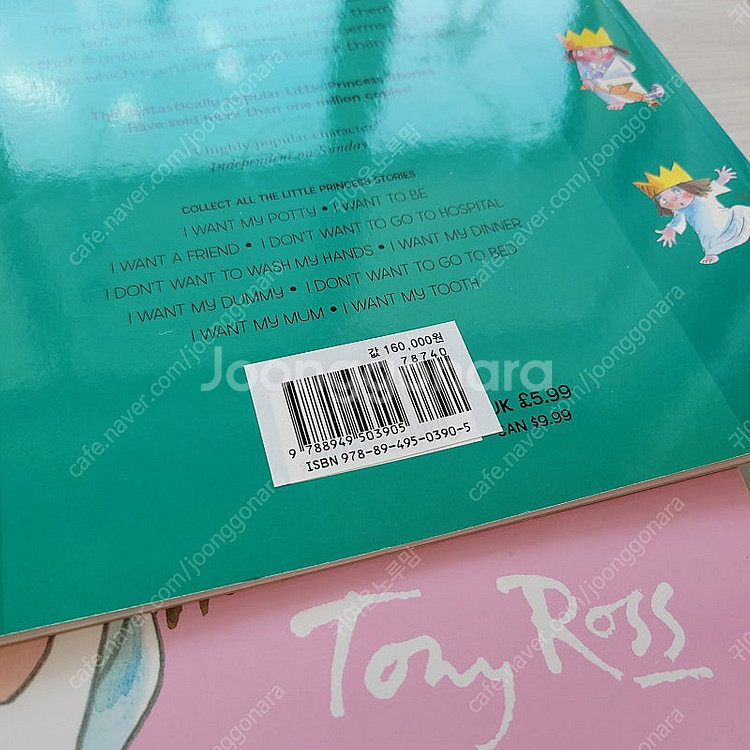 The fantastically popular Little Princess stories
have sold more than one million copies!
highly popular character
Independent on Sunday
COLLECT ALL THE LITTLE PRINCESS STORIES
I WANT MY POTTY • I WANT TO BE
I WANT A FRIEND • I DON'T WANT TO GO TO HOSPITAL
I DON'T WANT TO WASH MY HANDS • I WANT MY DINNER
I WANT MY DUMMY • I DON'T WANT TO GO TO BED
I WANT MY MUM • I WANT MY TOOTH
값 160,000원
78740
9 788949 503905
ISBN 978-89-495-0390-5
UK £5.99
CAN $9.99
Joonggonara
Tony Ross
cafe.naver.com/joonggonara